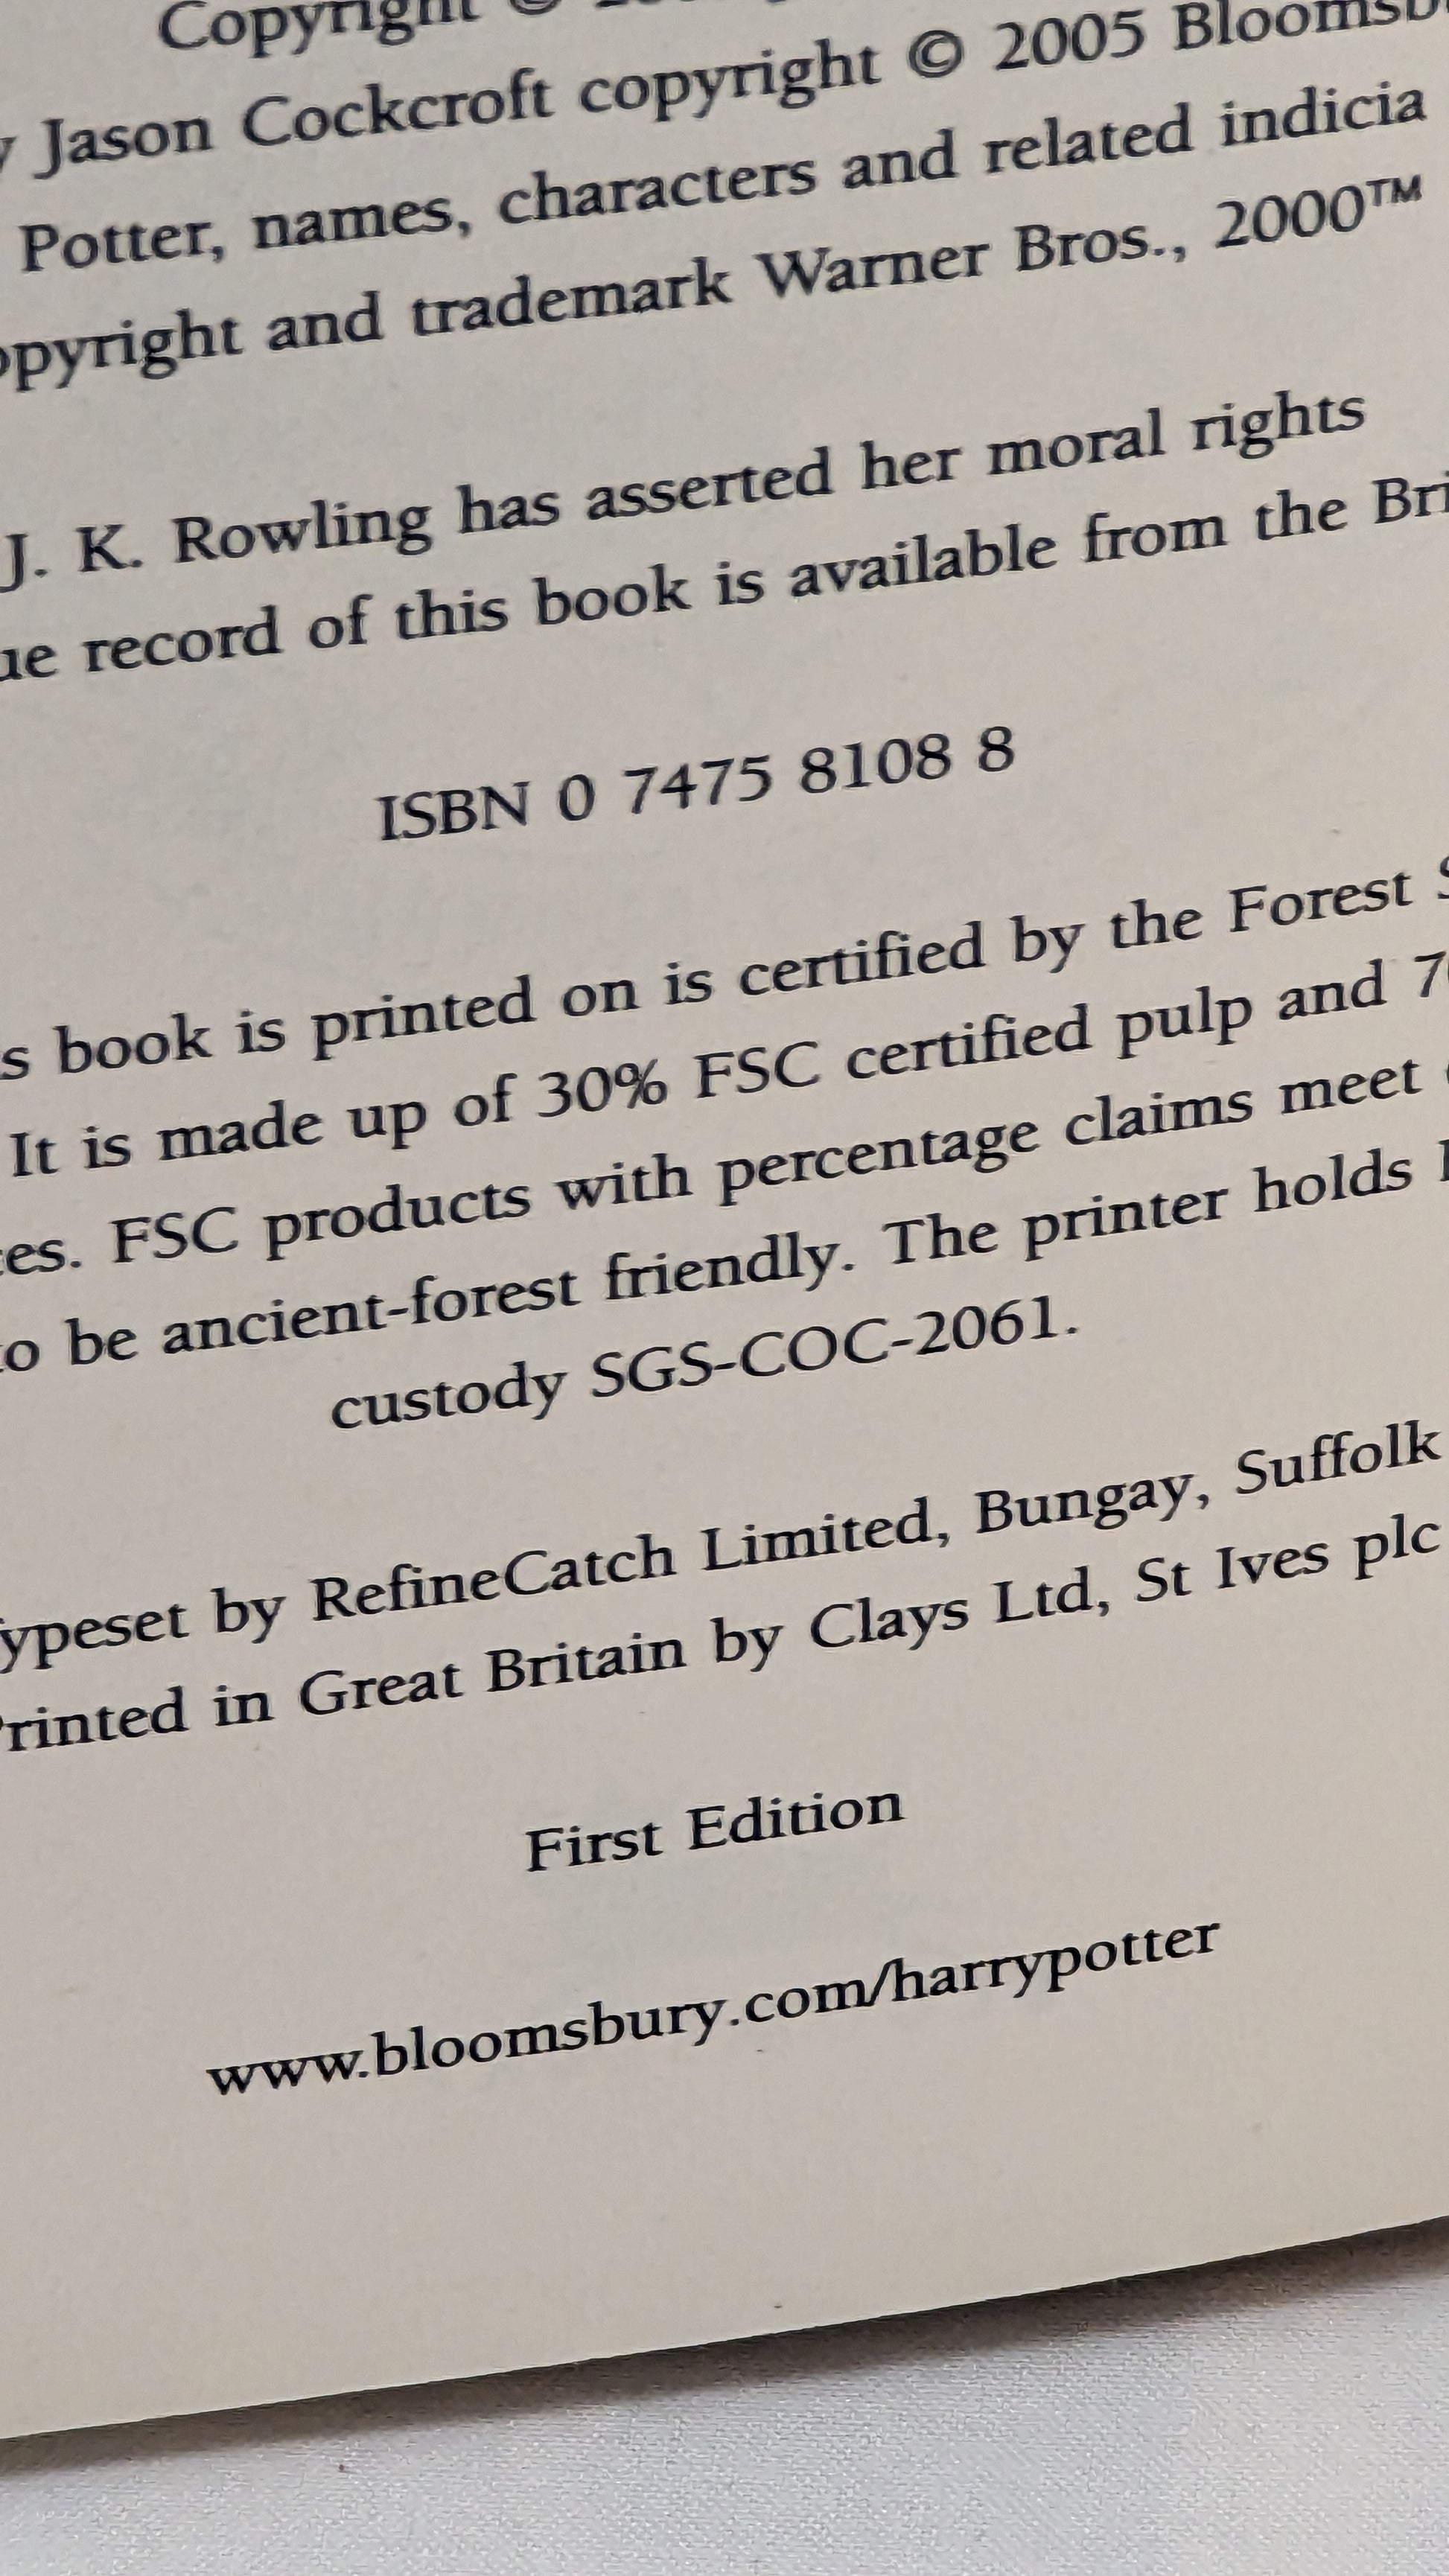 Copyright ©
Jason Cockcroft copyright © 2005
Potter, names, characters and related indicia
and trademark Warner Bros., 2000™
J. K. Rowling has asserted her moral rights
record of this book is available from the
ISBN 0 7475 8108 8
book is printed on is certified by the Forest
It is made up of 30% FSC certified pulp and
FSC products with percentage claims meet
be ancient-forest friendly. The printer holds
custody SGS-COC-2061.
by RefineCatch Limited, Bungay, Suffolk
in Great Britain by Clays Ltd, St Ives plc
First Edition
www.bloomsbury.com/harrypotter